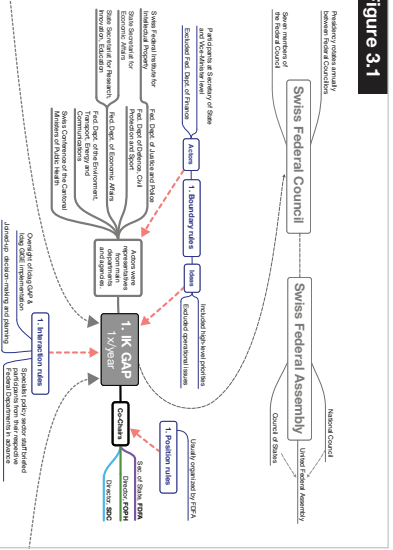 Figure 3.1
Presidency rotates annually
between Federal Councillors
Seven members of
the Federal Council
Swiss Federal Council
Swiss Federal Assembly
National Council
United Federal Assembly
Council of States
Participants at Secretary of State
and Vice-Minister level
Excluded Fed. Dept. of Finance
Actors
1. Boundary rules
Ideas
Included high-level priorities
Excluded operational issues
Usually organized by FDFA
1. Position rules
Swiss Federal Institute for
Intellectual Property
State Secretariat for
Economic Affairs
State Secretariat for Research,
Innovation, Education
Fed. Dept. of Justice and Police
Fed. Dept of Defence, Civil
Protection and Sport
Fed. Dept. of Economic Affairs
Fed. Dept. of the Environment,
Transport, Energy and
Communications
Swiss Conference of the Cantonal
Ministers of Public Health
Actors were
representatives
from main
departments
and agencies.
1. IK GAP
1x/year
Co-Chairs
Sec. of State, FDFA
Director, FOPH
Director, SDC
1. Interaction rules
Oversight of Idag GAP &
Idag GIGE implementation
Joined-up decision-making and planning
Specialist policy sector staff briefed
participants from their respective
Federal Departments in advance